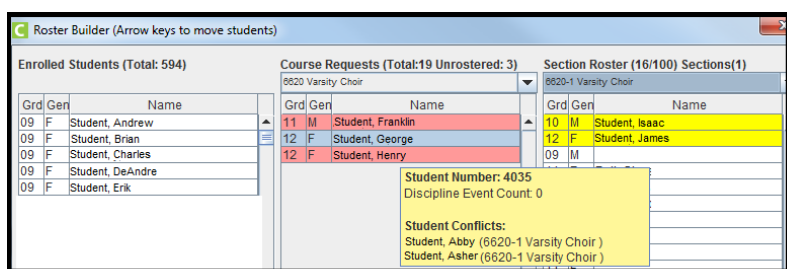 C Roster Builder (Arrow keys to move students)
Enrolled Students (Total: 594)
Course Requests (Total:19 Unrostered: 3)
Section Roster (16/100) Sections(1)
6620 Varsity Choir
6620-1 Varsity Choir
Grd Gen Name
09 F Student, Andrew
09 F Student, Brian
09 F Student, Charles
09 F Student, DeAndre
09 F Student, Erik
Grd Gen Name
11 M Student, Franklin
12 F Student, George
12 F Student, Henry
Grd Gen Name
10 M Student, Isaac
12 F Student, James
09 M
Student Number: 4035
Discipline Event Count: 0
Student Conflicts:
Student, Abby (6620-1 Varsity Choir )
Student, Asher (6620-1 Varsity Choir )